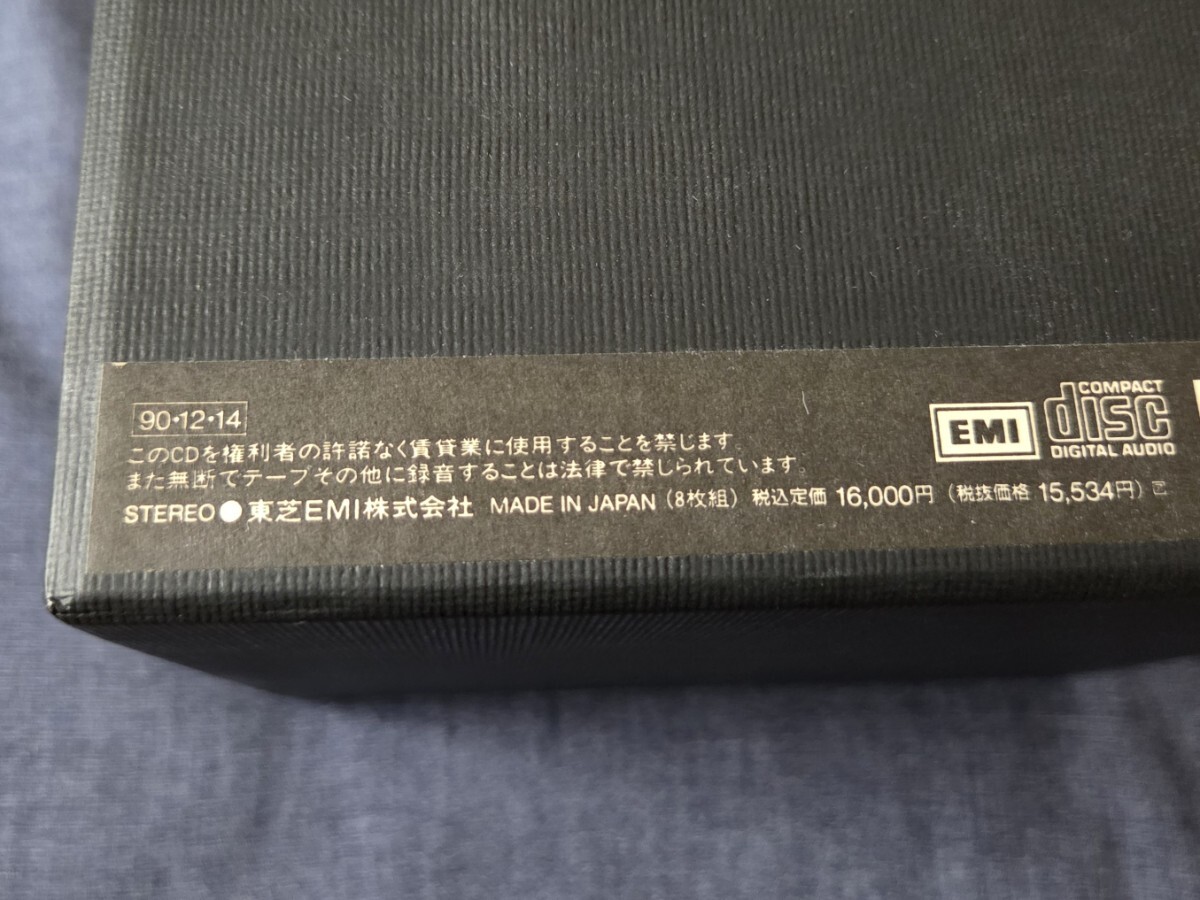 90・12・14
このCDを権利者の許諾なく賃貸業に使用することを禁じます。
また無断でテープその他に録音することは法律で禁じられています。
STEREO●東芝EMI株式会社 MADE IN JAPAN (8枚組) 税込定価 16,000円 (税抜価格 15,534円)
EMI
COMPACT
disc
DIGITAL AUDIO